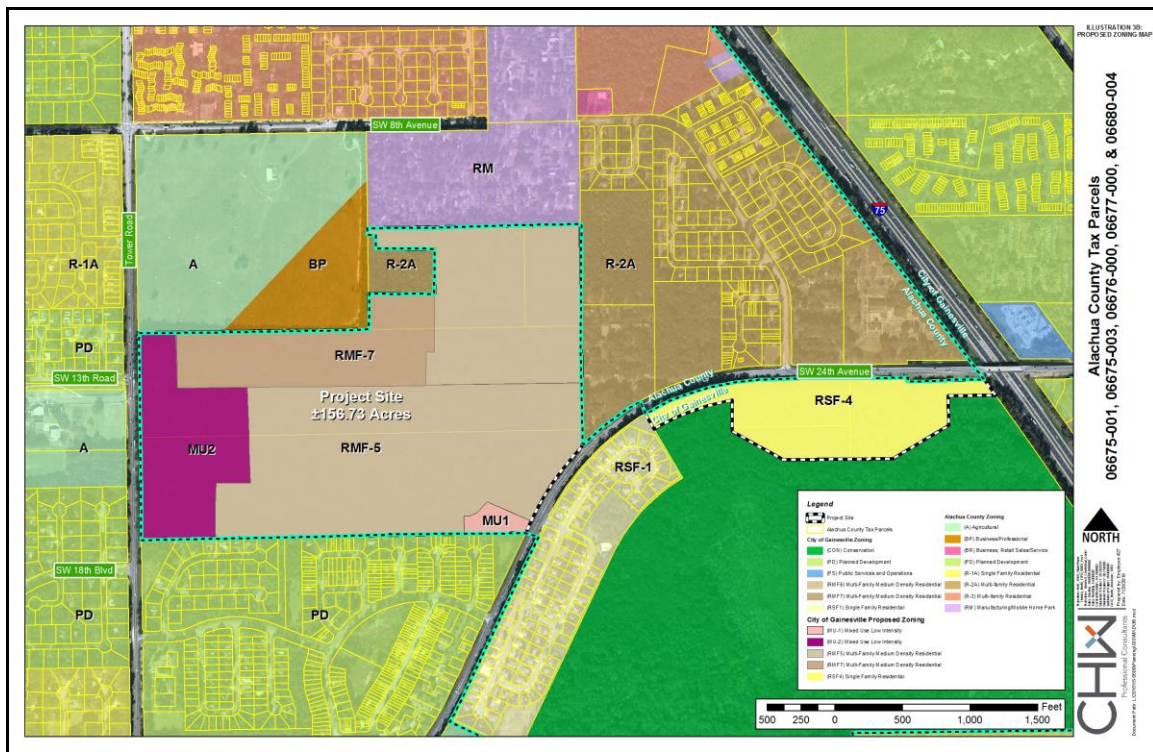 ILLUSTRATION 3B:
PROPOSED ZONING MAP
Alachua County Tax Parcels
06675-001, 06675-003, 06676-000, 06677-000, & 06680-004
SW 8th Avenue
RM
75
Tower Road
R-1A
A
BP
R-2A
R-2A
City of Gainesville
Alachua County
PD
RMF-7
SW 13th Road
SW 24th Avenue
Project Site
±156.73 Acres
Alachua County
City of Gainesville
RSF-4
A
MU2
RMF-5
RSF-1
MU1
SW 18th Blvd
PD
PD
Legend
Project Site
Alachua County Tax Parcels
City of Gainesville Zoning
(CON) Conservation
(PD) Planned Development
(PS) Public Services and Operations
(RMF6) Multi-Family Medium Density Residential
(RMF7) Multi-Family Medium Density Residential
(RSF1) Single Family Residential
City of Gainesville Proposed Zoning
(MU-1) Mixed Use Low Intensity
(MU-2) Mixed Use Low Intensity
(RMF5) Multi-Family Medium Density Residential
(RMF7) Multi-Family Medium Density Residential
(RSF4) Single Family Residential
Alachua County Zoning
(A) Agricultural
(BP) Business/Professional
(BR) Business, Retail Sales/Service
(PD) Planned Development
(R-1A) Single Family Residential
(R-2A) Multi-family Residential
(R-3) Multi-family Residential
(RM) Manufacturing/Mobile Home Park
NORTH
Feet
500 250 0 500 1,000 1,500
CHW
Professional Consultants